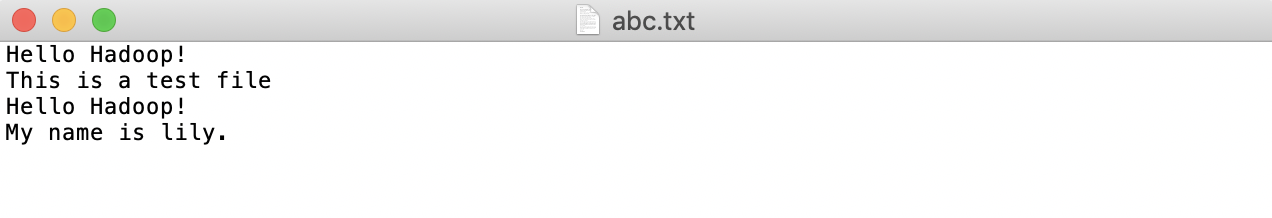 abc.txt
Hello Hadoop!
This is a test file
Hello Hadoop!
My name is lily.